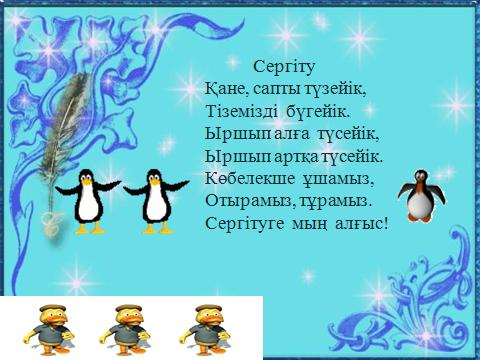 Сергіту
Қане, сапты түзейік,
Тіземізді бүгейік.
Ыршып алға түсейік,
Ыршып артқа түсейік.
Көбелекше ұшамыз,
Отырамыз, тұрамыз.
Сергітуге мың алғыс!